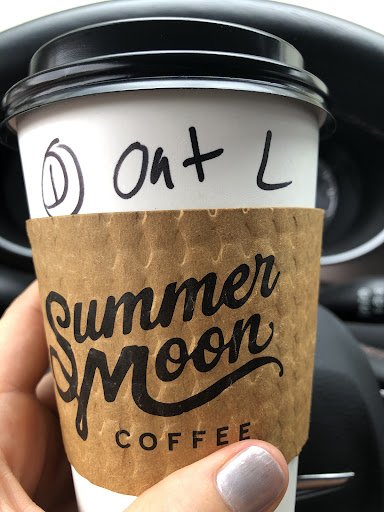 D Oat L
Summer
Moon
COFFEE